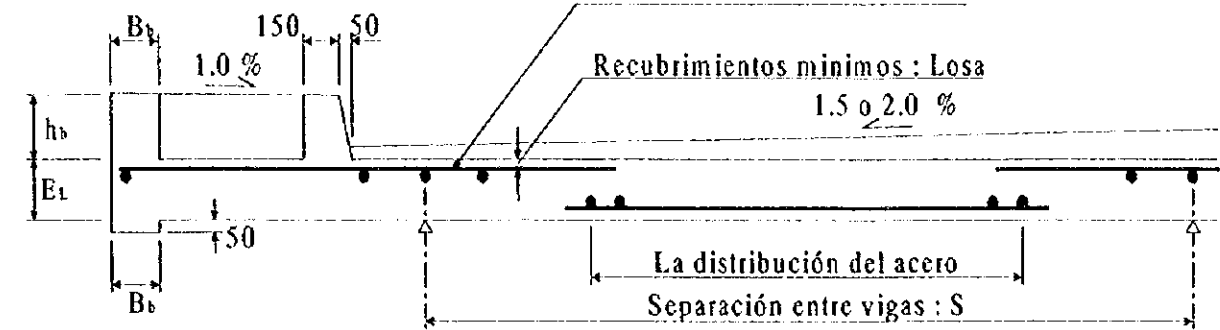 Bb 150 50
1.0 %
Recubrimientos minimos : Losa
1.5 o 2.0 %
hb
EL
50
La distribución del acero
Bb
Separación entre vigas : S